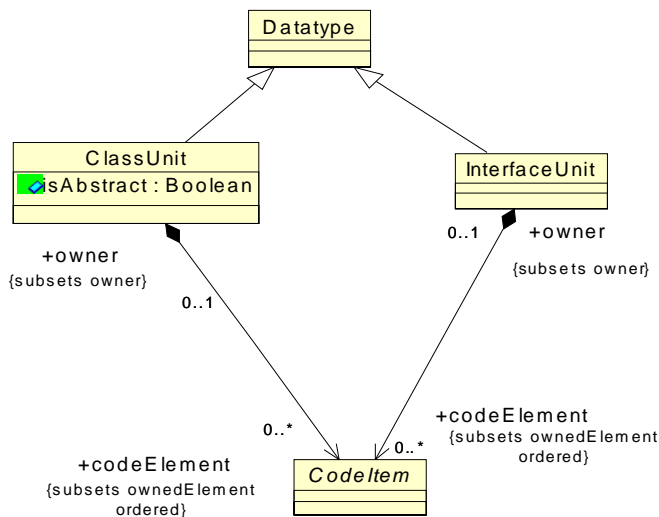 Datatype
ClassUnit
isAbstract : Boolean
InterfaceUnit
+owner
{subsets owner}
0..1
0..1
+owner
{subsets owner}
0..*
+codeElement
{subsets ownedElement
ordered}
0..*
+codeElement
{subsets ownedElement
ordered}
CodeItem